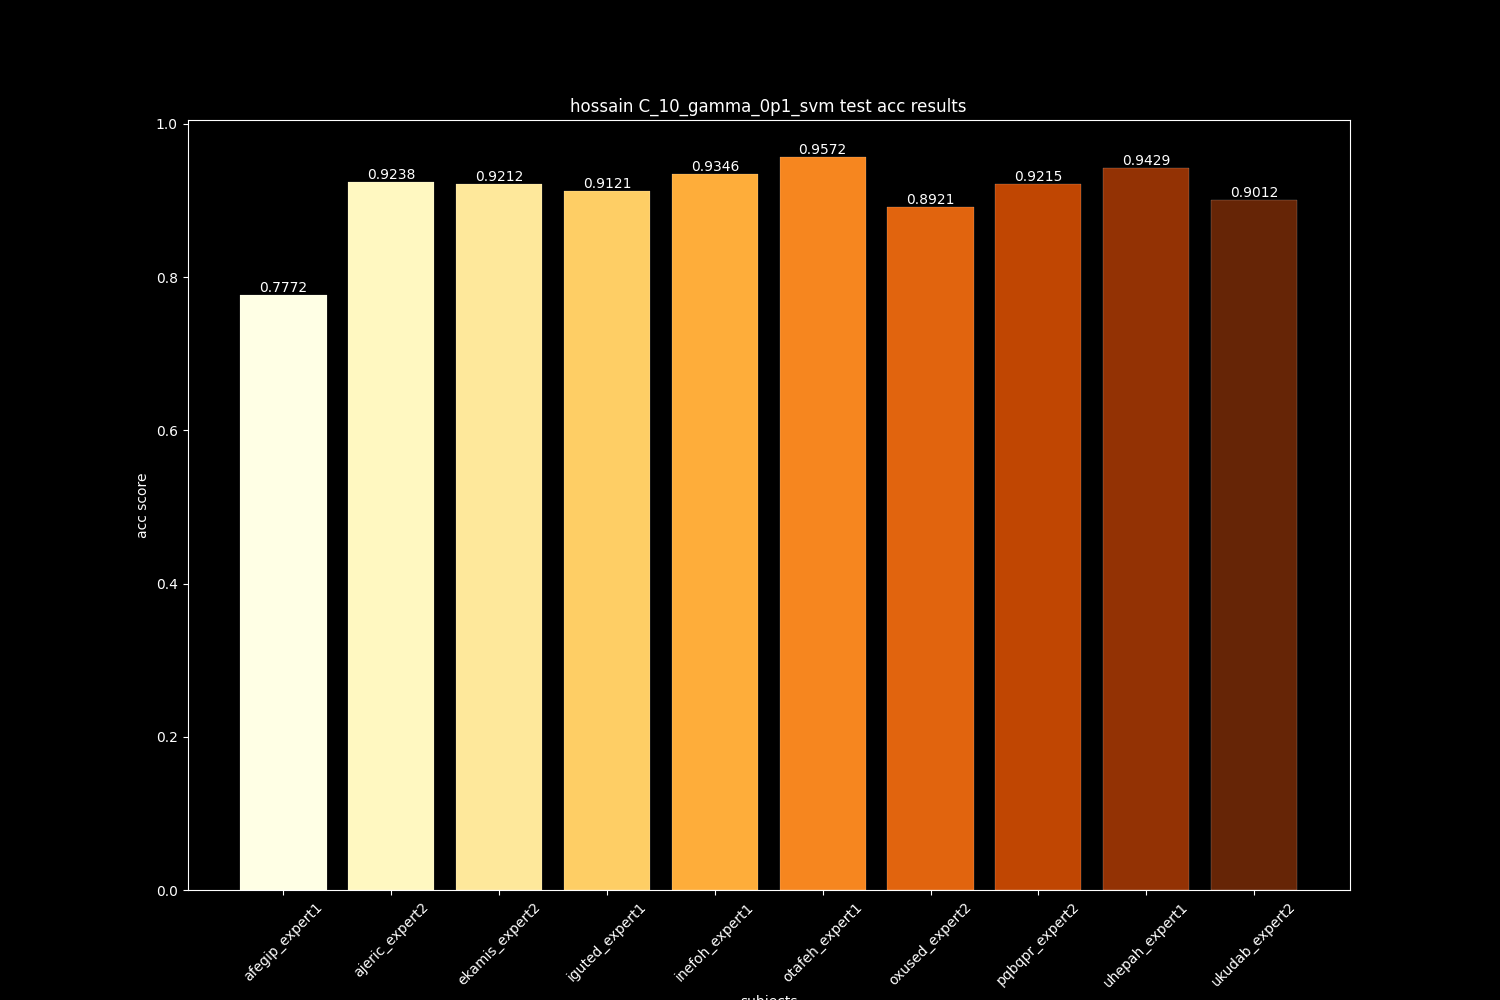 hossain C_10_gamma_0p1_svm test acc results
1.0
0.8
0.6
0.4
0.2
0.0
acc score
0.7772
0.9238
0.9212
0.9121
0.9346
0.9572
0.8921
0.9215
0.9429
0.9012
afegip_expert1
ajeric_expert2
ekamis_expert2
iguted_expert1
inefoh_expert1
otafeh_expert1
oxused_expert2
pqbqpr_expert2
uhepah_expert1
ukudab_expert2
subjects